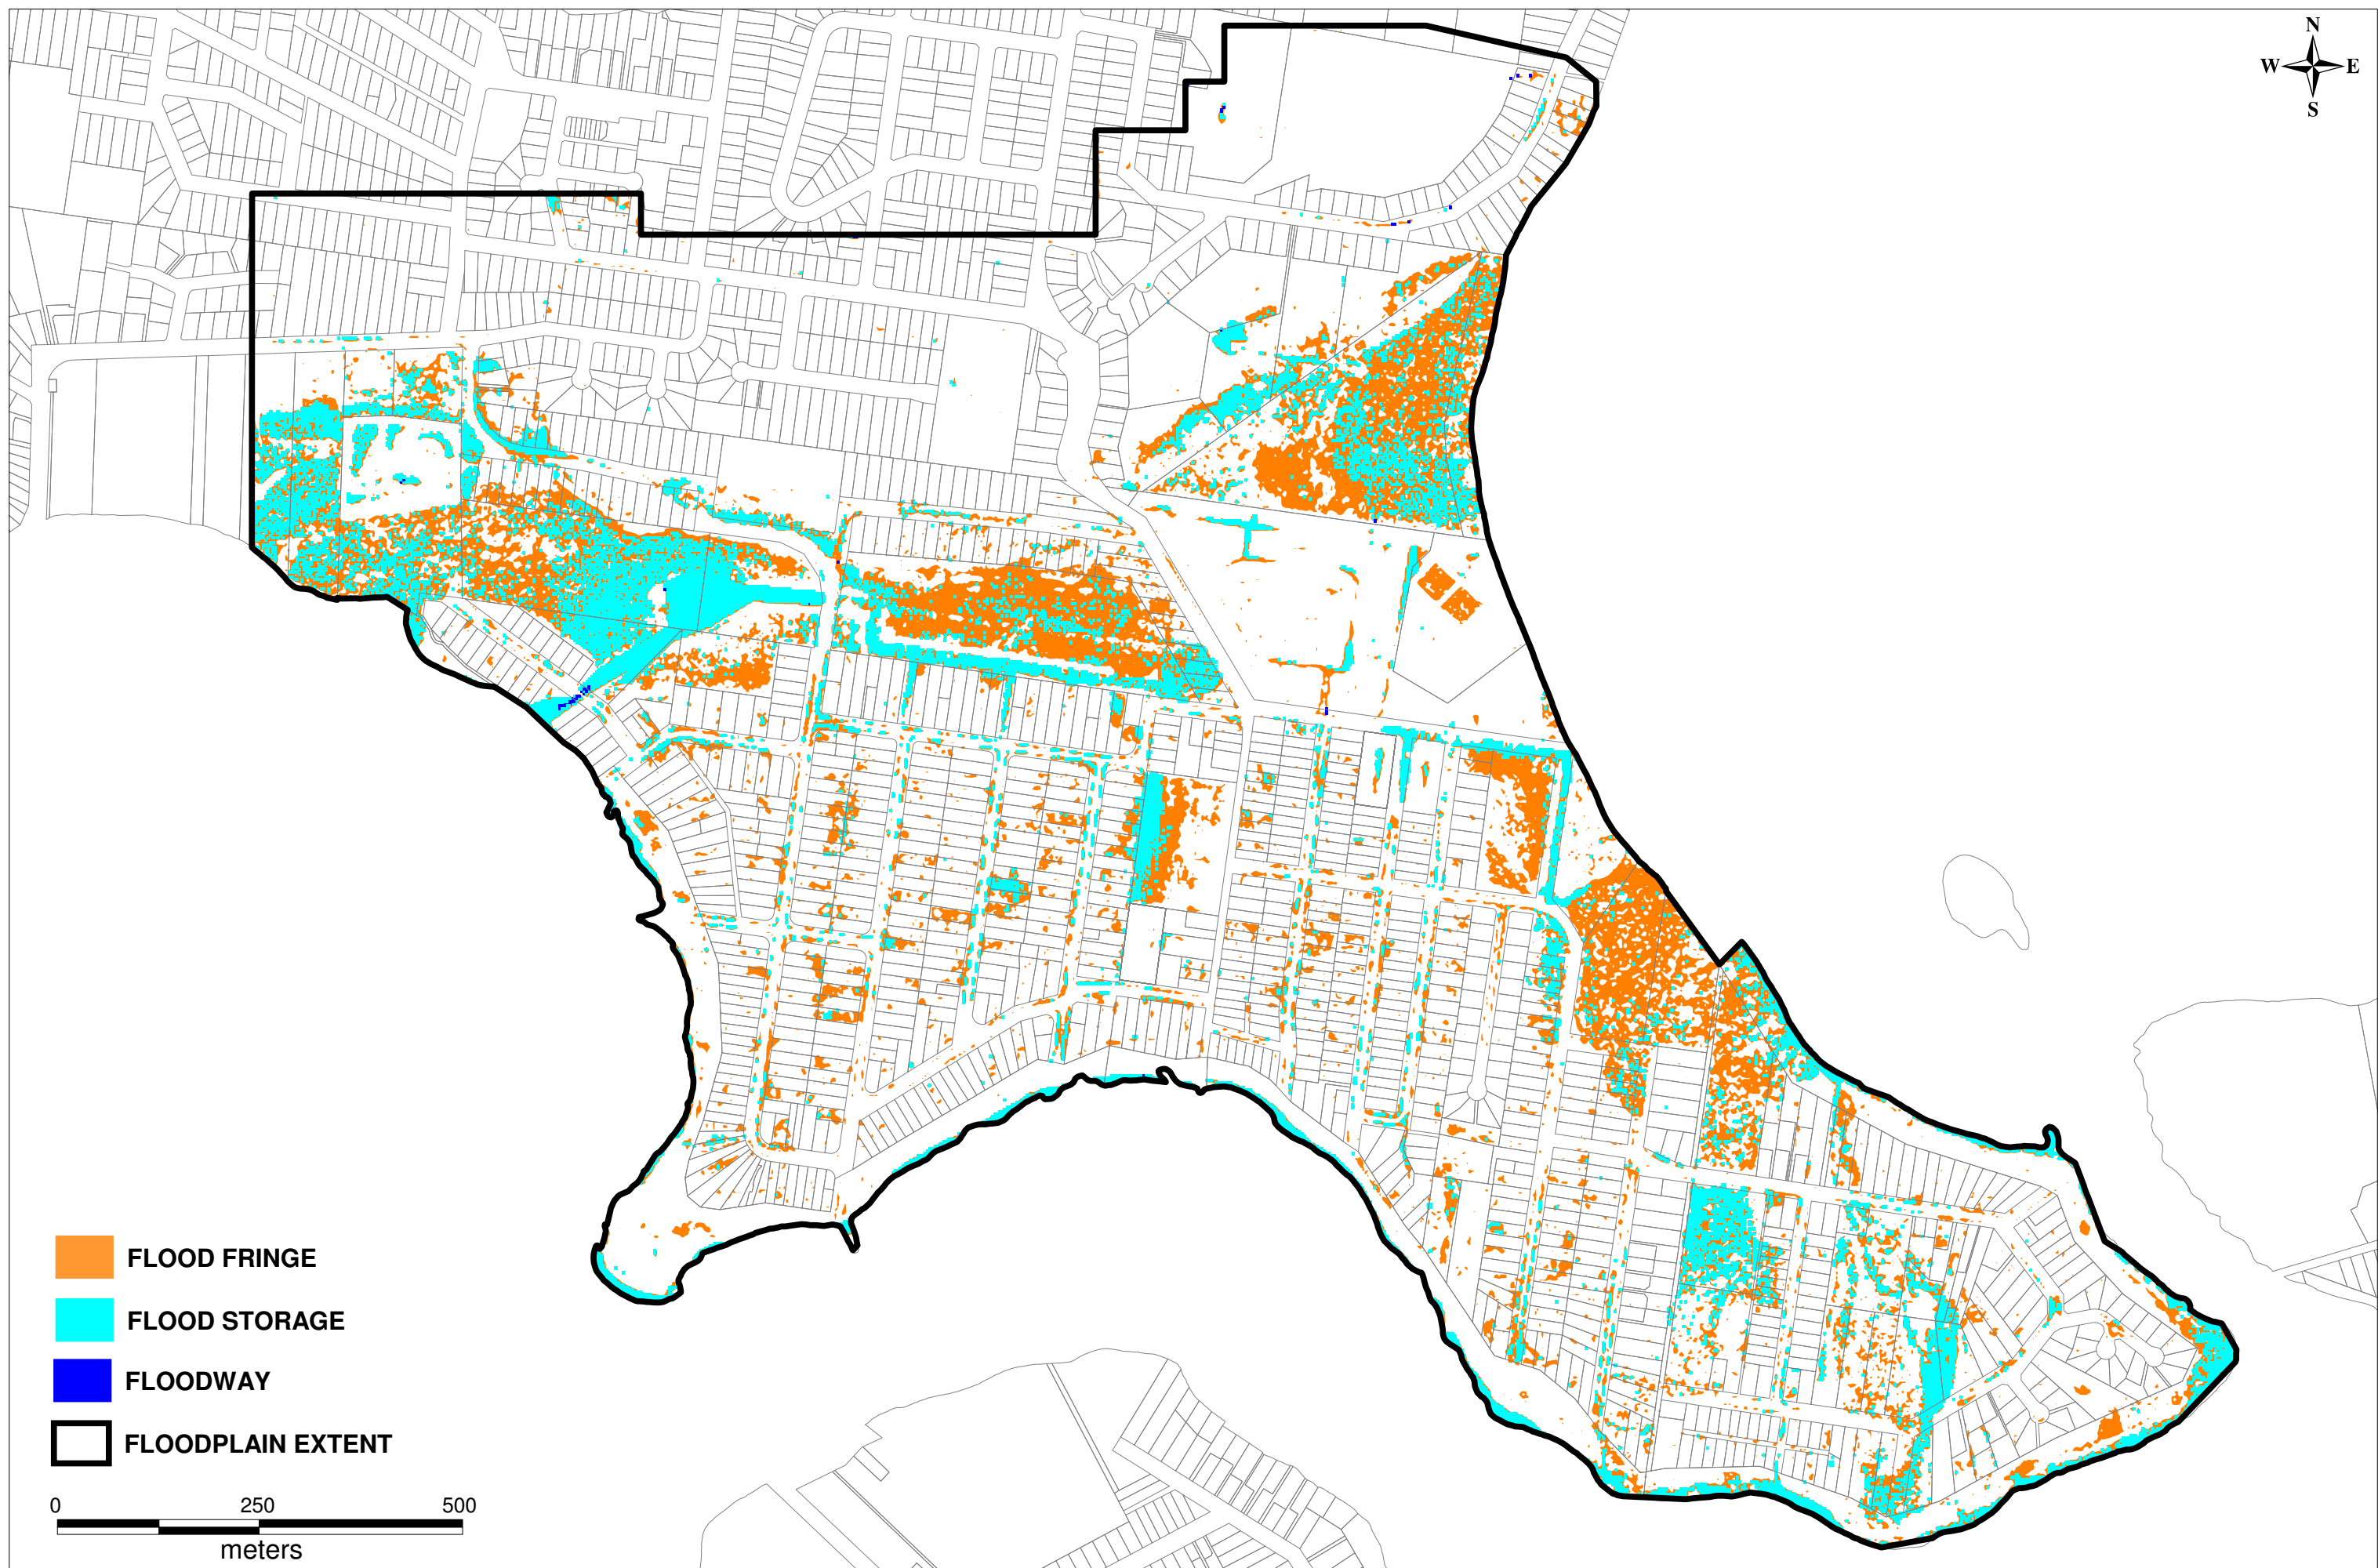 N
W E
S
FLOOD FRINGE
FLOOD STORAGE
FLOODWAY
FLOODPLAIN EXTENT
0 250 500
meters